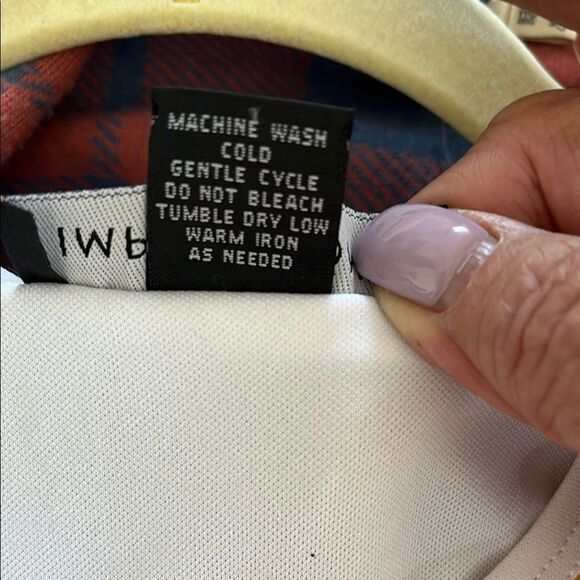 MACHINE WASH
COLD
GENTLE CYCLE
DO NOT BLEACH
TUMBLE DRY LOW
WARM IRON
AS NEEDED